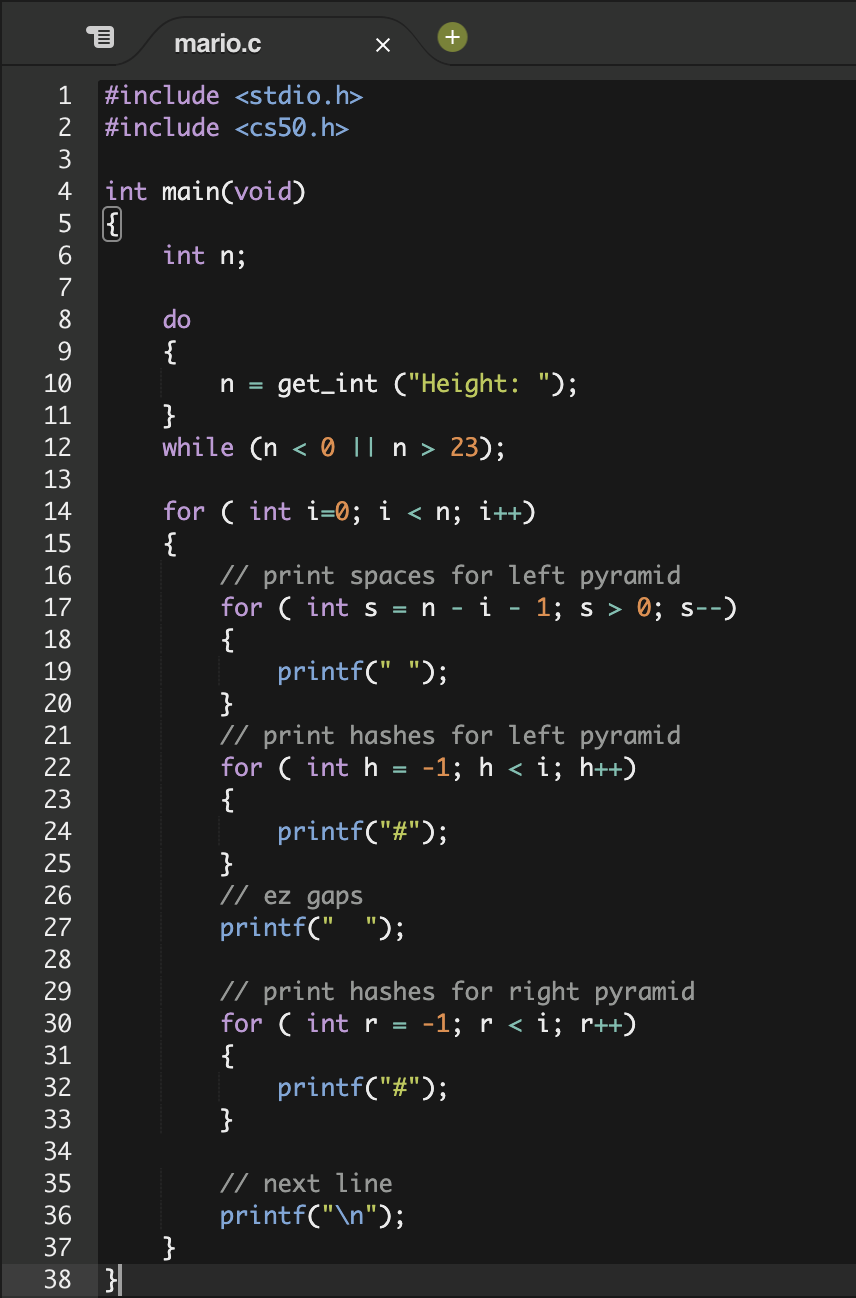 mario.c
1 #include <stdio.h>
2 #include <cs50.h>
3
4 int main(void)
5 {
6     int n;
7
8     do
9     {
10         n = get_int ("Height: ");
11     }
12     while (n < 0 || n > 23);
13
14     for ( int i=0; i < n; i++)
15     {
16         // print spaces for left pyramid
17         for ( int s = n - i - 1; s > 0; s--)
18         {
19             printf(" ");
20         }
21         // print hashes for left pyramid
22         for ( int h = -1; h < i; h++)
23         {
24             printf("#");
25         }
26         // ez gaps
27         printf("  ");
28
29         // print hashes for right pyramid
30         for ( int r = -1; r < i; r++)
31         {
32             printf("#");
33         }
34
35         // next line
36         printf("\n");
37     }
38 }